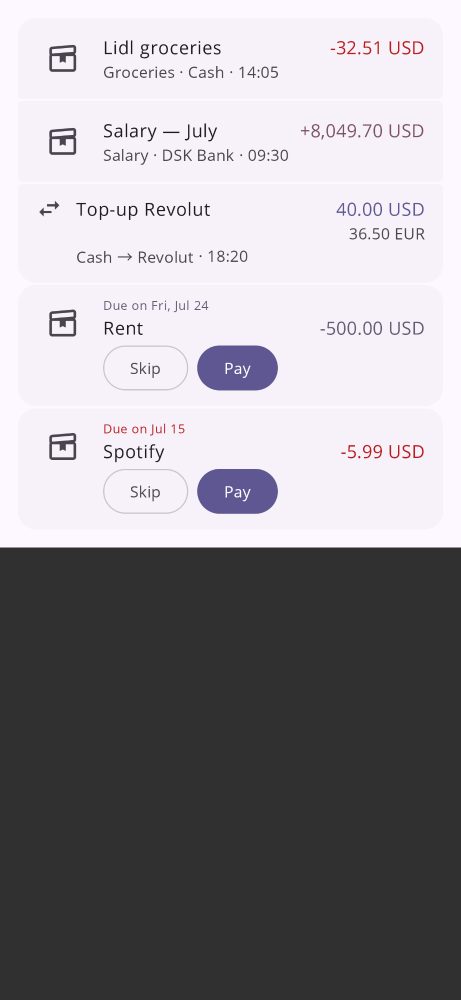 Lidl groceries
-32.51 USD
Groceries · Cash · 14:05
Salary — July
+8,049.70 USD
Salary · DSK Bank · 09:30
Top-up Revolut
40.00 USD
36.50 EUR
Cash → Revolut · 18:20
Due on Fri, Jul 24
Rent
-500.00 USD
Skip
Pay
Due on Jul 15
Spotify
-5.99 USD
Skip
Pay